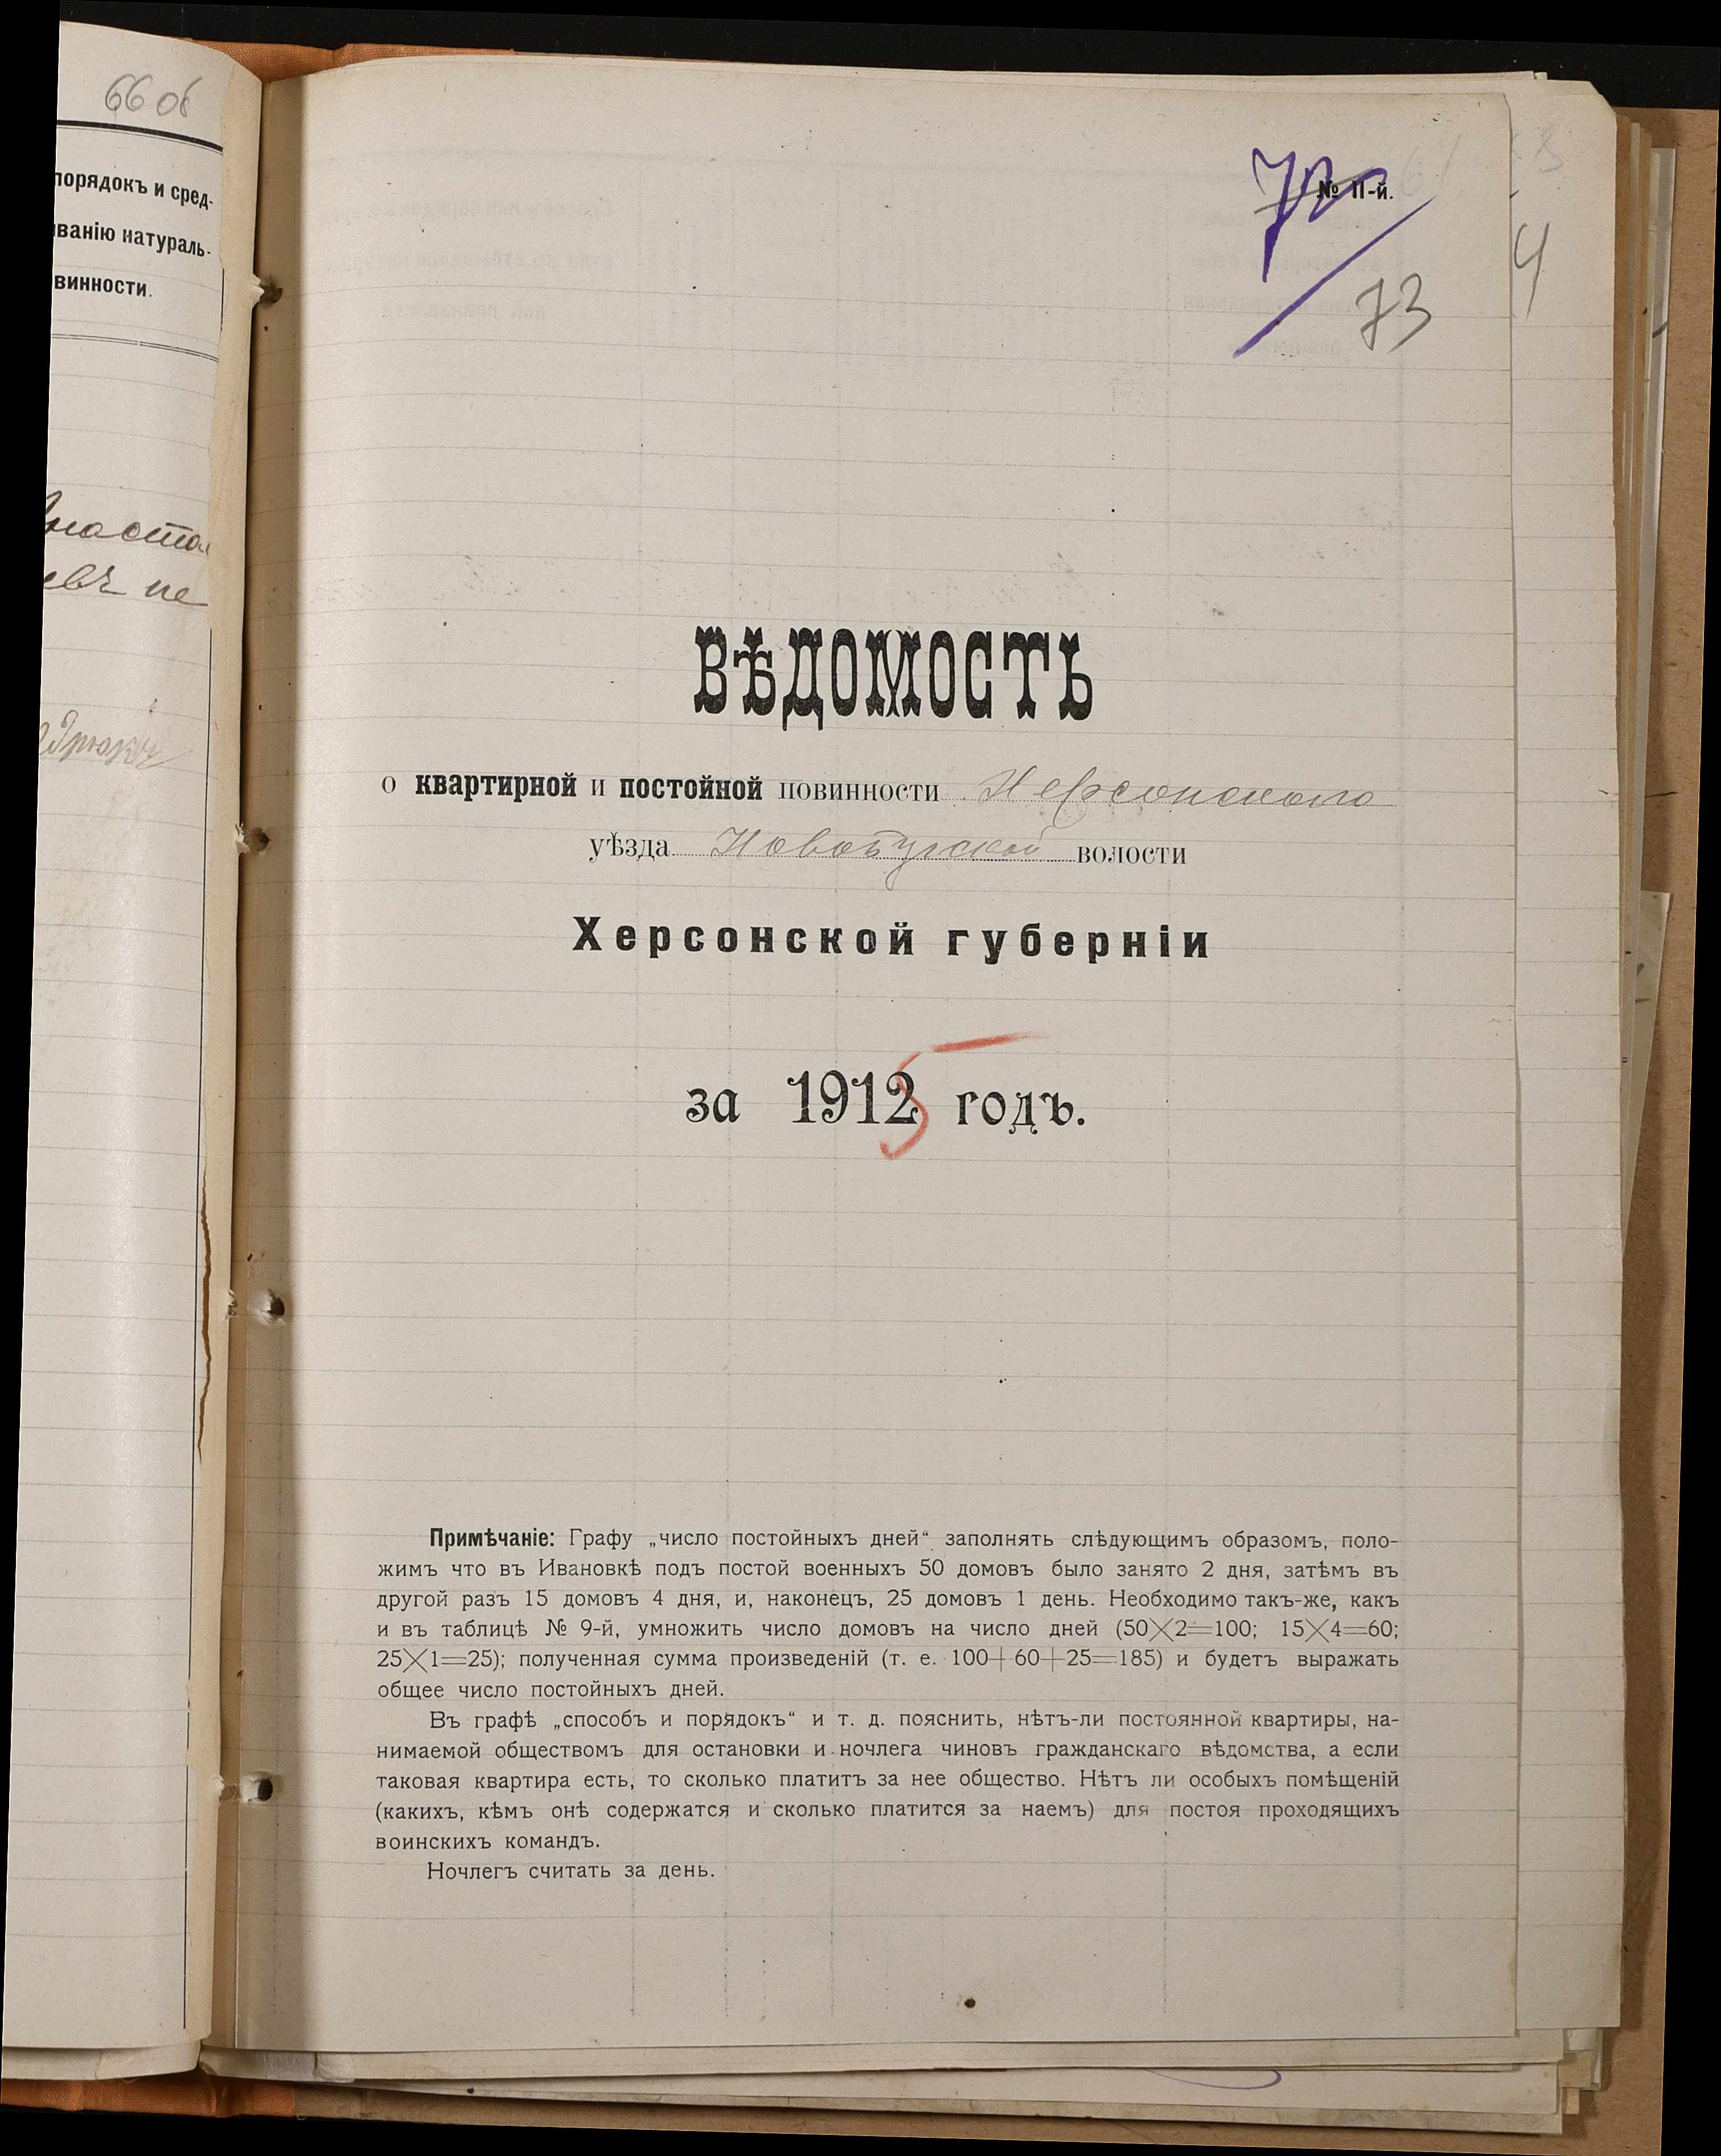 66 об
порядокъ и сред-
ванію натураль-
винности.
72
№ 11-й.
61
73
4
ВѢДОМОСТЬ
о квартирной и постойной повинности Херсонского
уѣзда Новобугской волости
Херсонской губерніи
за 1912 годъ.
5
Примѣчаніе: Графу „число постойныхъ дней“ заполнять слѣдующимъ образомъ, поло-
жимъ что въ Ивановкѣ подъ постой военныхъ 50 домовъ было занято 2 дня, затѣмъ въ
другой разъ 15 домовъ 4 дня, и, наконецъ, 25 домовъ 1 день. Необходимо такъ-же, какъ
и въ таблицѣ № 9-й, умножить число домовъ на число дней (50╳2=100; 15╳4=60;
25╳1=25); полученная сумма произведеній (т. е. 100+60+25=185) и будетъ выражать
общее число постойныхъ дней.
Въ графѣ „способъ и порядокъ“ и т. д. пояснить, нѣтъ-ли постоянной квартиры, на-
нимаемой обществомъ для остановки и ночлега чиновъ гражданскаго вѣдомства, а если
таковая квартира есть, то сколько платитъ за нее общество. Нѣтъ ли особыхъ помѣщеній
(какихъ, кѣмъ онѣ содержатся и сколько платится за наемъ) для постоя проходящихъ
воинскихъ командъ.
Ночлегъ считать за день.